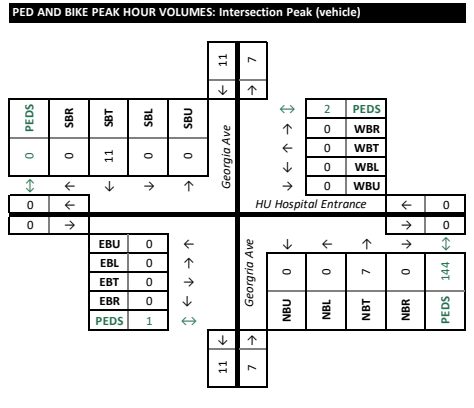 PED AND BIKE PEAK HOUR VOLUMES: Intersection Peak (vehicle)
11 7
↓ ↑
PEDS SBR SBT SBL SBU
0 0 11 0 0
↕ ← ↓ → ↑
Georgia Ave
↔ 2 PEDS
↑ 0 WBR
← 0 WBT
↓ 0 WBL
→ 0 WBU
HU Hospital Entrance
0 ←
0 →
← 0
→ 0
EBU 0 ←
EBL 0 ↑
EBT 0 →
EBR 0 ↓
PEDS 1 ↔
Georgia Ave
↓ ← ↑ → ↕
0 0 7 0 144
NBU NBL NBT NBR PEDS
↓ ↑
11 7